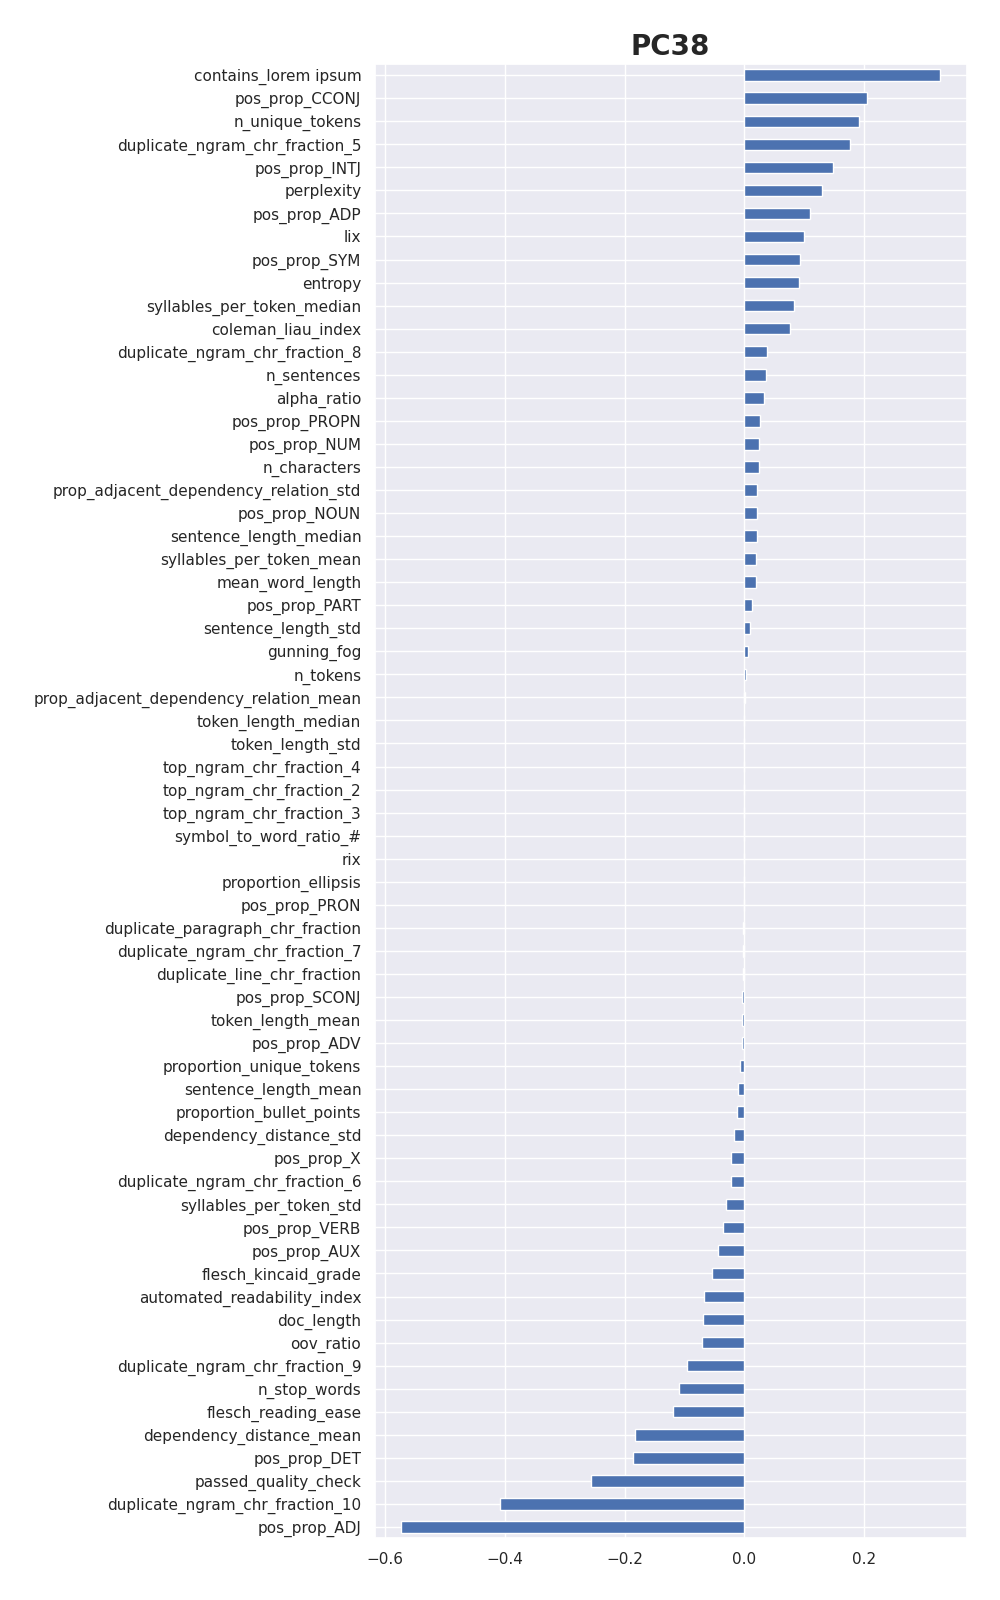 PC38
contains_lorem ipsum
pos_prop_CCONJ
n_unique_tokens
duplicate_ngram_chr_fraction_5
pos_prop_INTJ
perplexity
pos_prop_ADP
lix
pos_prop_SYM
entropy
syllables_per_token_median
coleman_liau_index
duplicate_ngram_chr_fraction_8
n_sentences
alpha_ratio
pos_prop_PROPN
pos_prop_NUM
n_characters
prop_adjacent_dependency_relation_std
pos_prop_NOUN
sentence_length_median
syllables_per_token_mean
mean_word_length
pos_prop_PART
sentence_length_std
gunning_fog
n_tokens
prop_adjacent_dependency_relation_mean
token_length_median
token_length_std
top_ngram_chr_fraction_4
top_ngram_chr_fraction_2
top_ngram_chr_fraction_3
symbol_to_word_ratio_#
rix
proportion_ellipsis
pos_prop_PRON
duplicate_paragraph_chr_fraction
duplicate_ngram_chr_fraction_7
duplicate_line_chr_fraction
pos_prop_SCONJ
token_length_mean
pos_prop_ADV
proportion_unique_tokens
sentence_length_mean
proportion_bullet_points
dependency_distance_std
pos_prop_X
duplicate_ngram_chr_fraction_6
syllables_per_token_std
pos_prop_VERB
pos_prop_AUX
flesch_kincaid_grade
automated_readability_index
doc_length
oov_ratio
duplicate_ngram_chr_fraction_9
n_stop_words
flesch_reading_ease
dependency_distance_mean
pos_prop_DET
passed_quality_check
duplicate_ngram_chr_fraction_10
pos_prop_ADJ
−0.6 −0.4 −0.2 0.0 0.2